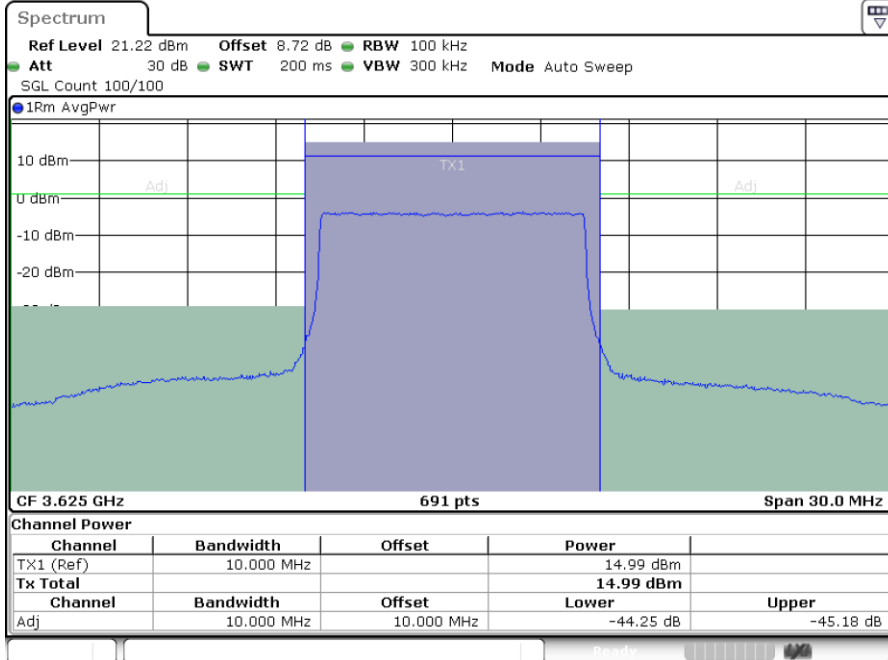 Spectrum
Ref Level 21.22 dBm Offset 8.72 dB RBW 100 kHz
Att 30 dB SWT 200 ms VBW 300 kHz Mode Auto Sweep
SGL Count 100/100
1Rm AvgPwr
10 dBm
TX1
Adj
Adj
0 dBm
-10 dBm
-20 dBm
CF 3.625 GHz 691 pts Span 30.0 MHz
Channel Power
Channel Bandwidth Offset Power
TX1 (Ref) 10.000 MHz 14.99 dBm
Tx Total 14.99 dBm
Channel Bandwidth Offset Lower Upper
Adj 10.000 MHz 10.000 MHz -44.25 dB -45.18 dB
Ready